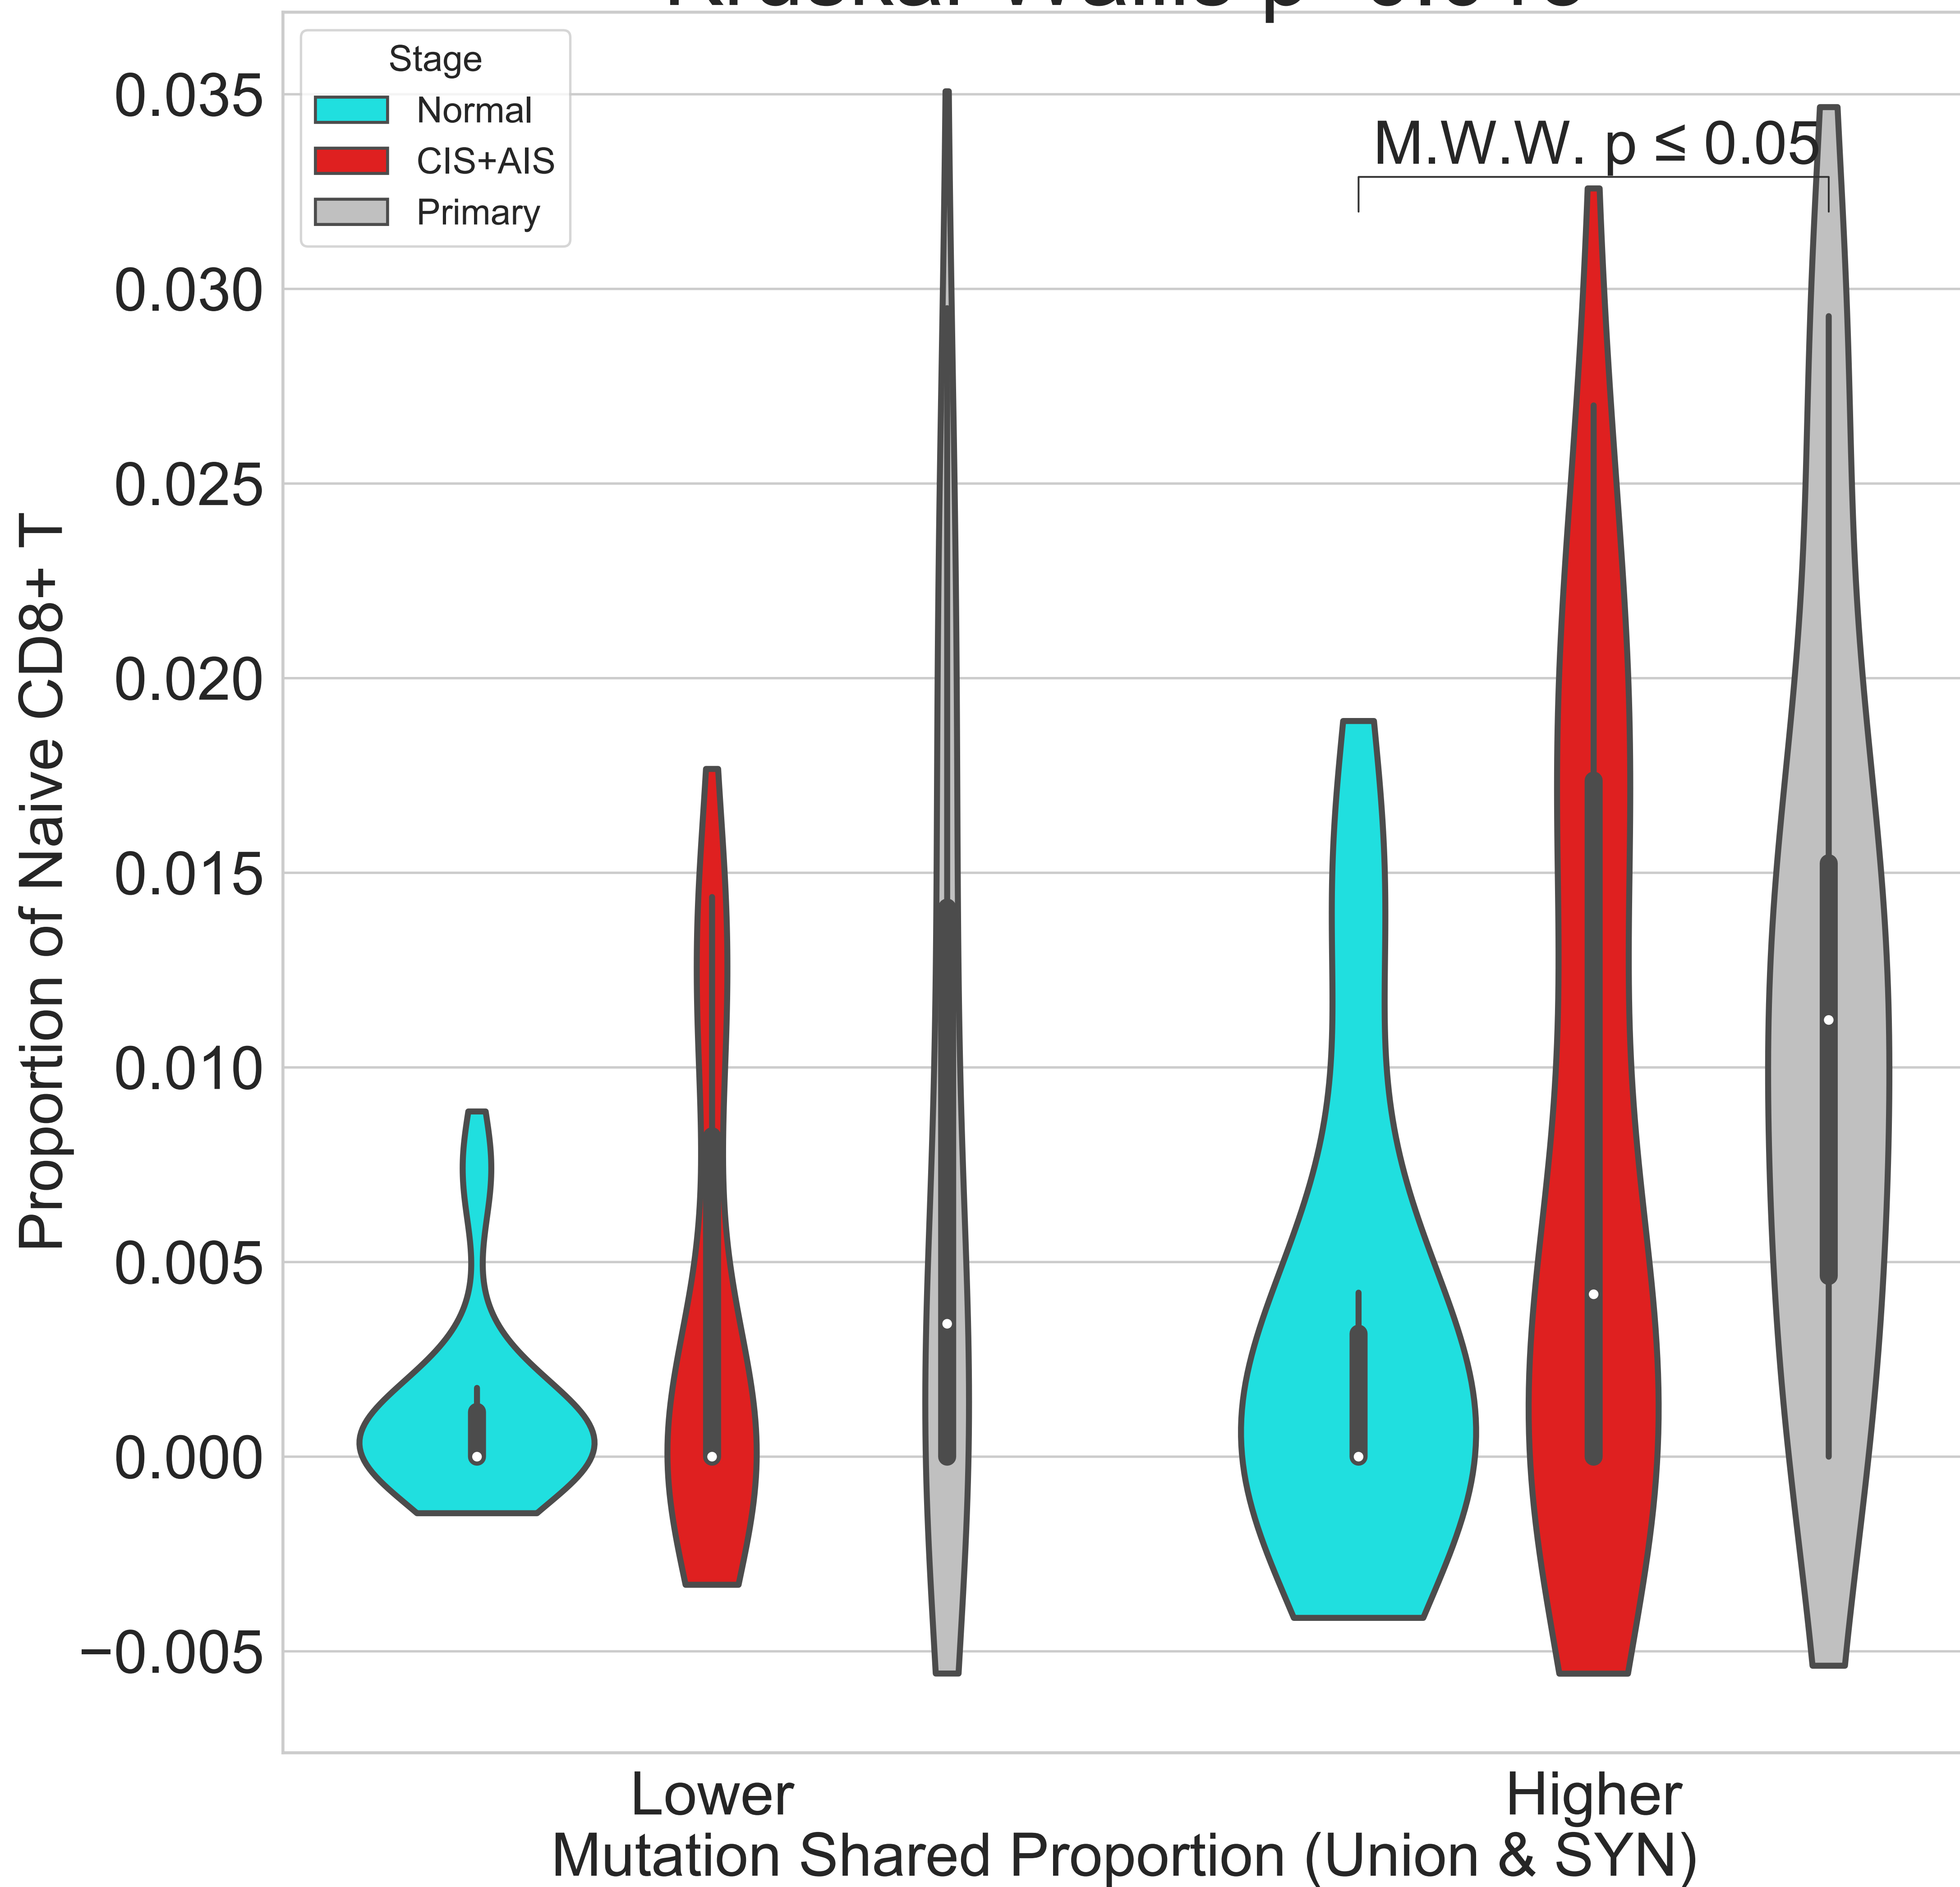 Stage
Normal
CIS+AIS
Primary
M.W.W. p ≤ 0.05
0.035
0.030
0.025
0.020
0.015
0.010
0.005
0.000
−0.005
Proportion of Naive CD8+ T
Lower
Higher
Mutation Shared Proportion (Union & SYN)